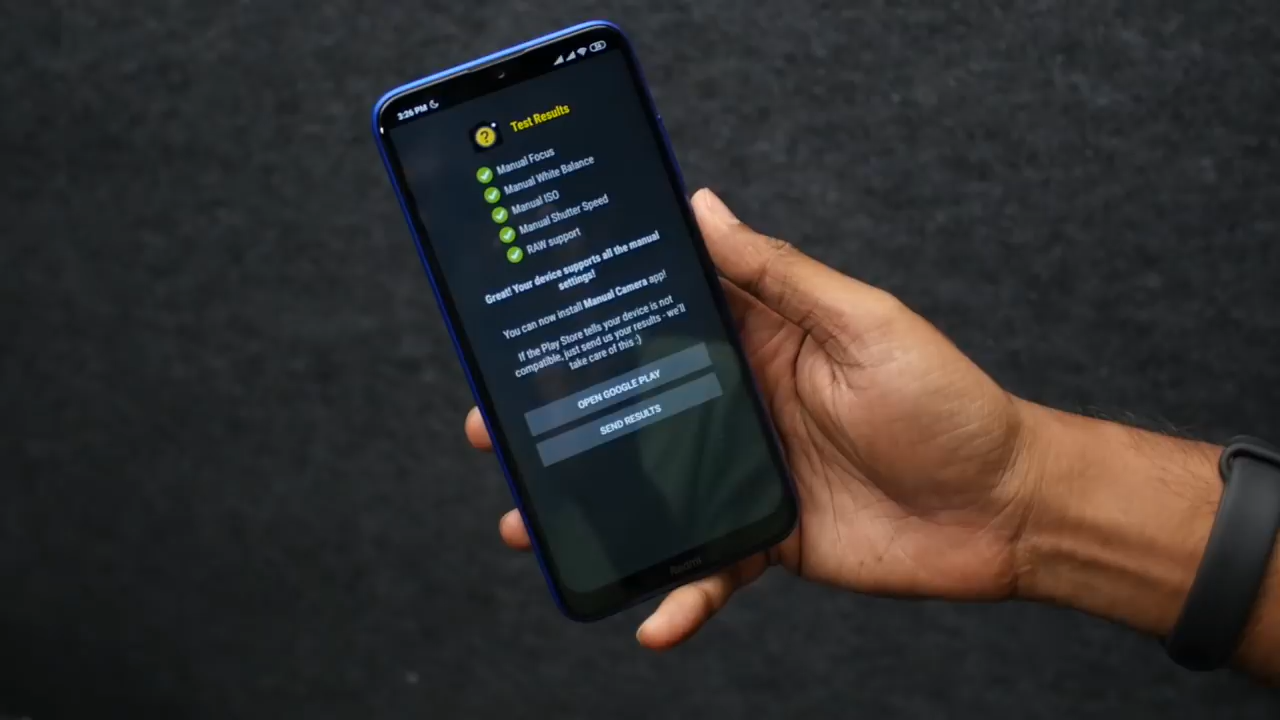 3:26 PM
Test Results
Manual Focus
Manual White Balance
Manual ISO
Manual Shutter Speed
RAW support
Great! Your device supports all the manual
settings!
You can now install Manual Camera app!
If the Play Store tells your device is not
compatible, just send us your results - we'll
take care of this :)
OPEN GOOGLE PLAY
SEND RESULTS
Redmi